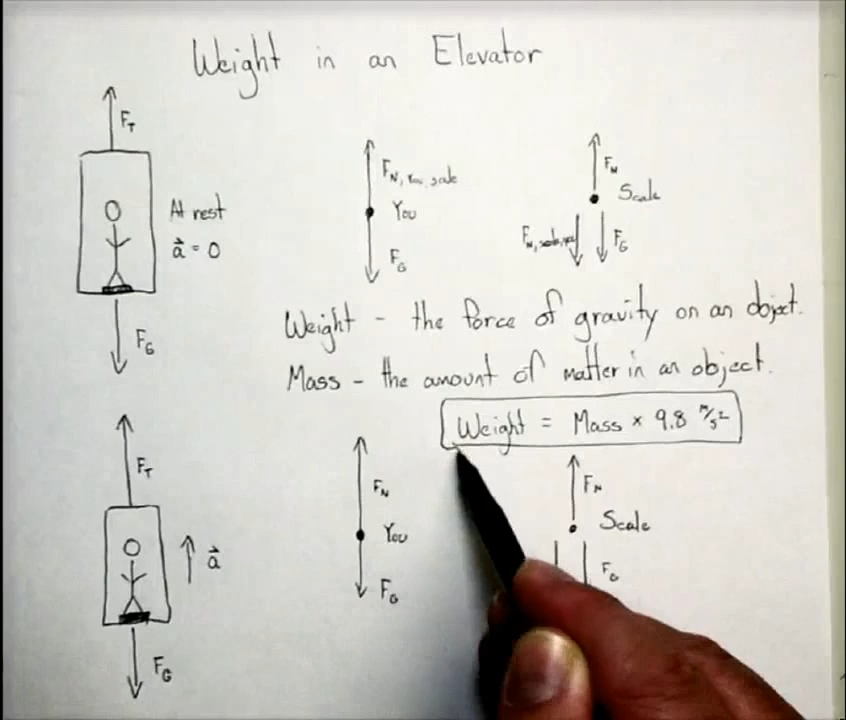 Weight in an Elevator
F_T
At rest
a⃗ = 0
F_G
F_N, You, scale
You
F_G
F_N
Scale
F_G
Weight - the force of gravity on an object.
Mass - the amount of matter in an object.
Weight = Mass × 9.8 m/s²
F_T
a⃗
F_G
F_N
You
F_G
F_N
Scale
F_G